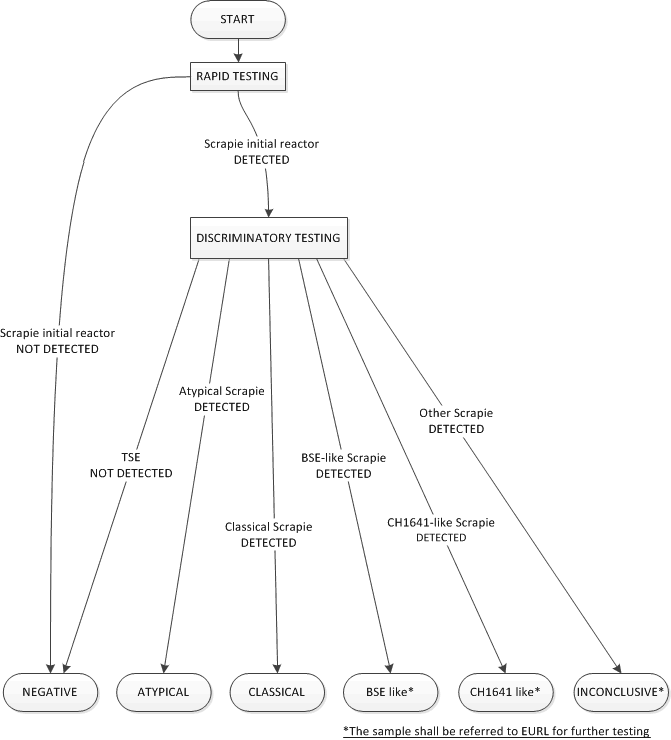 START
RAPID TESTING
Scrapie initial reactor
DETECTED
DISCRIMINATORY TESTING
Scrapie initial reactor
NOT DETECTED
Atypical Scrapie
DETECTED
Other Scrapie
DETECTED
TSE
NOT DETECTED
BSE-like Scrapie
DETECTED
Classical Scrapie
DETECTED
CH1641-like Scrapie
DETECTED
NEGATIVE
ATYPICAL
CLASSICAL
BSE like*
CH1641 like*
INCONCLUSIVE*
*The sample shall be referred to EURL for further testing